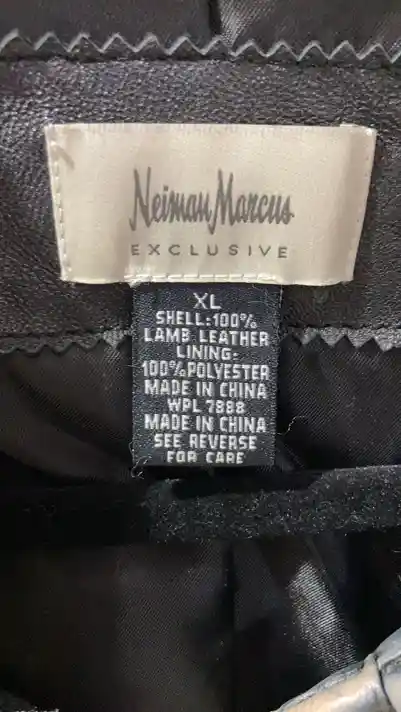 Neiman Marcus
EXCLUSIVE
XL
SHELL:100%
LAMB LEATHER
LINING:
100%POLYESTER
MADE IN CHINA
WPL 7888
MADE IN CHINA
SEE REVERSE
FOR CARE